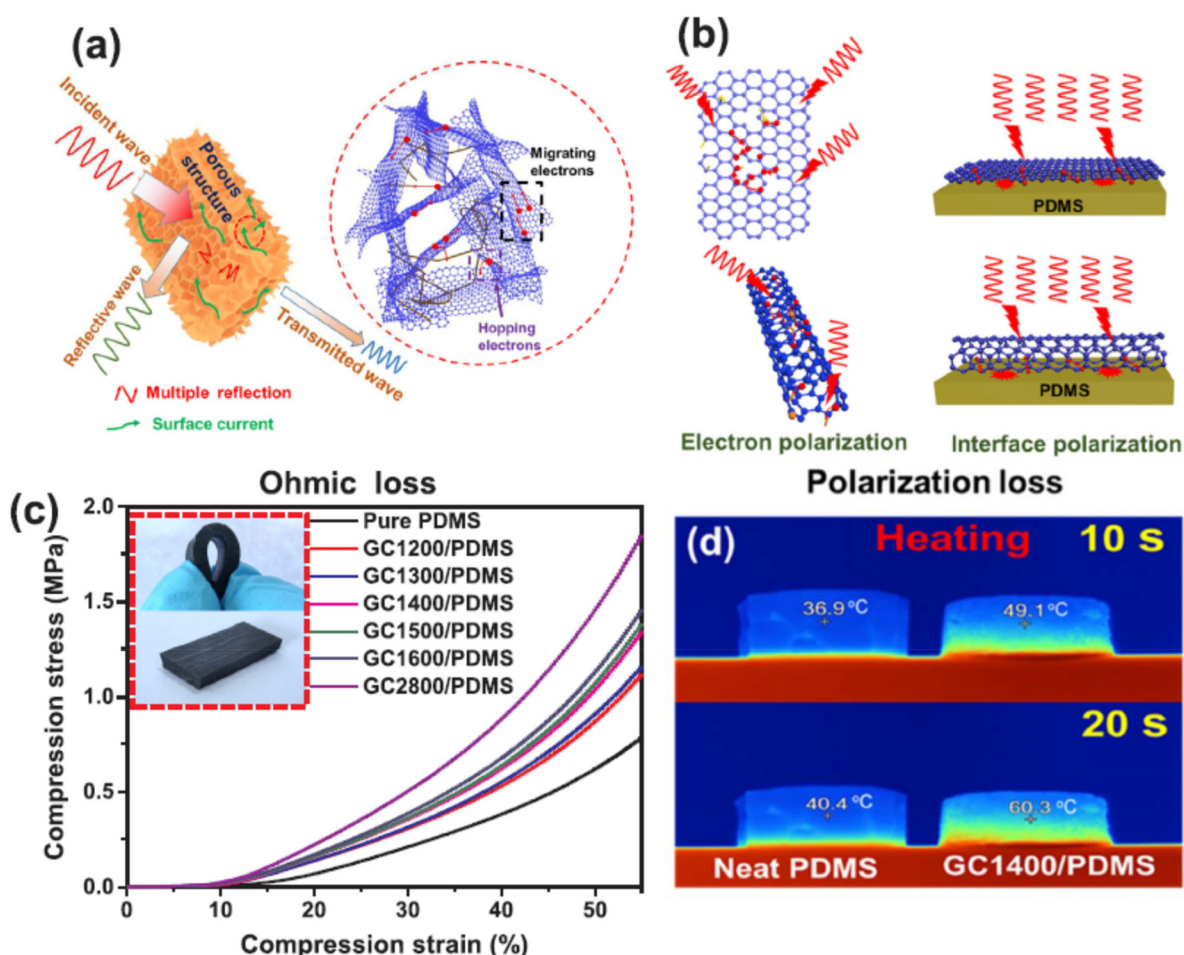 (a)
Incident wave
Porous
structure
Reflective wave
Transmitted wave
Migrating
electrons
Hopping
electrons
Multiple reflection
Surface current
Ohmic loss
(b)
PDMS
PDMS
Electron polarization
Interface polarization
Polarization loss
(c)
Compression stress (MPa)
2.0
1.5
1.0
0.5
0.0
Pure PDMS
GC1200/PDMS
GC1300/PDMS
GC1400/PDMS
GC1500/PDMS
GC1600/PDMS
GC2800/PDMS
0 10 20 30 40 50
Compression strain (%)
(d)
Heating
10 s
36.9 °C
49.1 °C
20 s
40.4 °C
60.3 °C
Neat PDMS
GC1400/PDMS